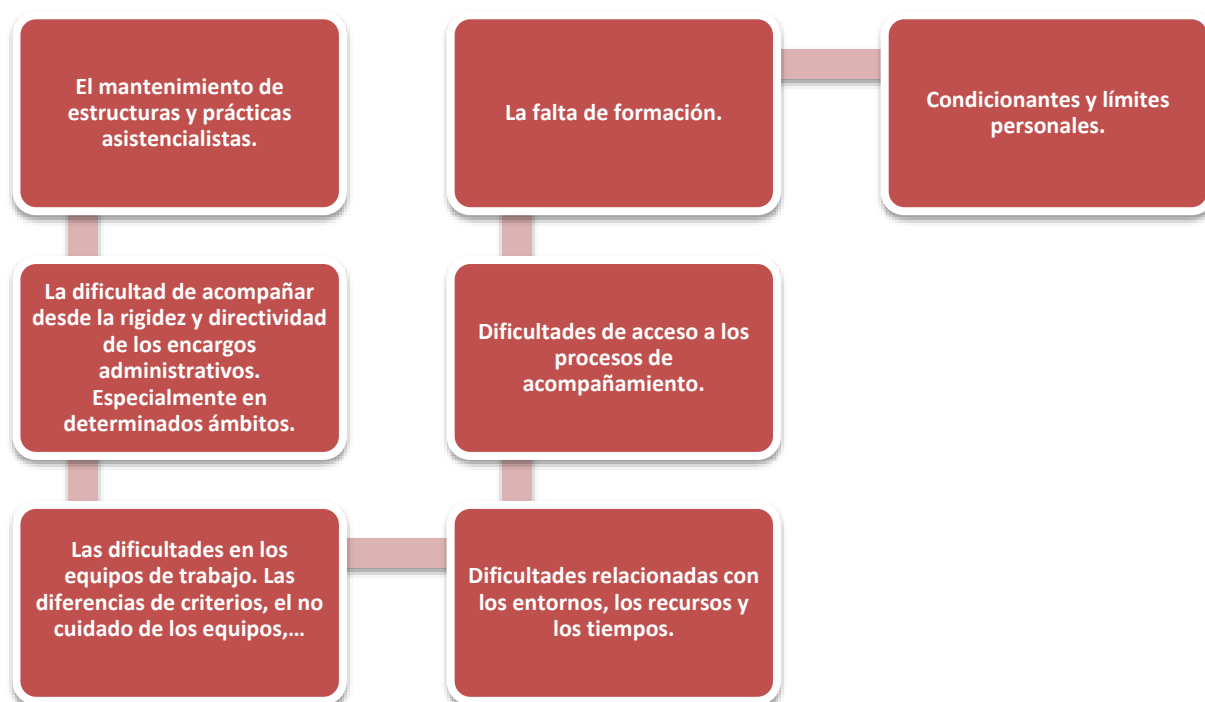 El mantenimiento de
estructuras y prácticas
asistencialistas.
La dificultad de acompañar
desde la rigidez y directividad
de los encargos
administrativos.
Especialmente en
determinados ámbitos.
Las dificultades en los
equipos de trabajo. Las
diferencias de criterios, el no
cuidado de los equipos,...
Dificultades relacionadas con
los entornos, los recursos y
los tiempos.
Dificultades de acceso a los
procesos de
acompañamiento.
La falta de formación.
Condicionantes y límites
personales.